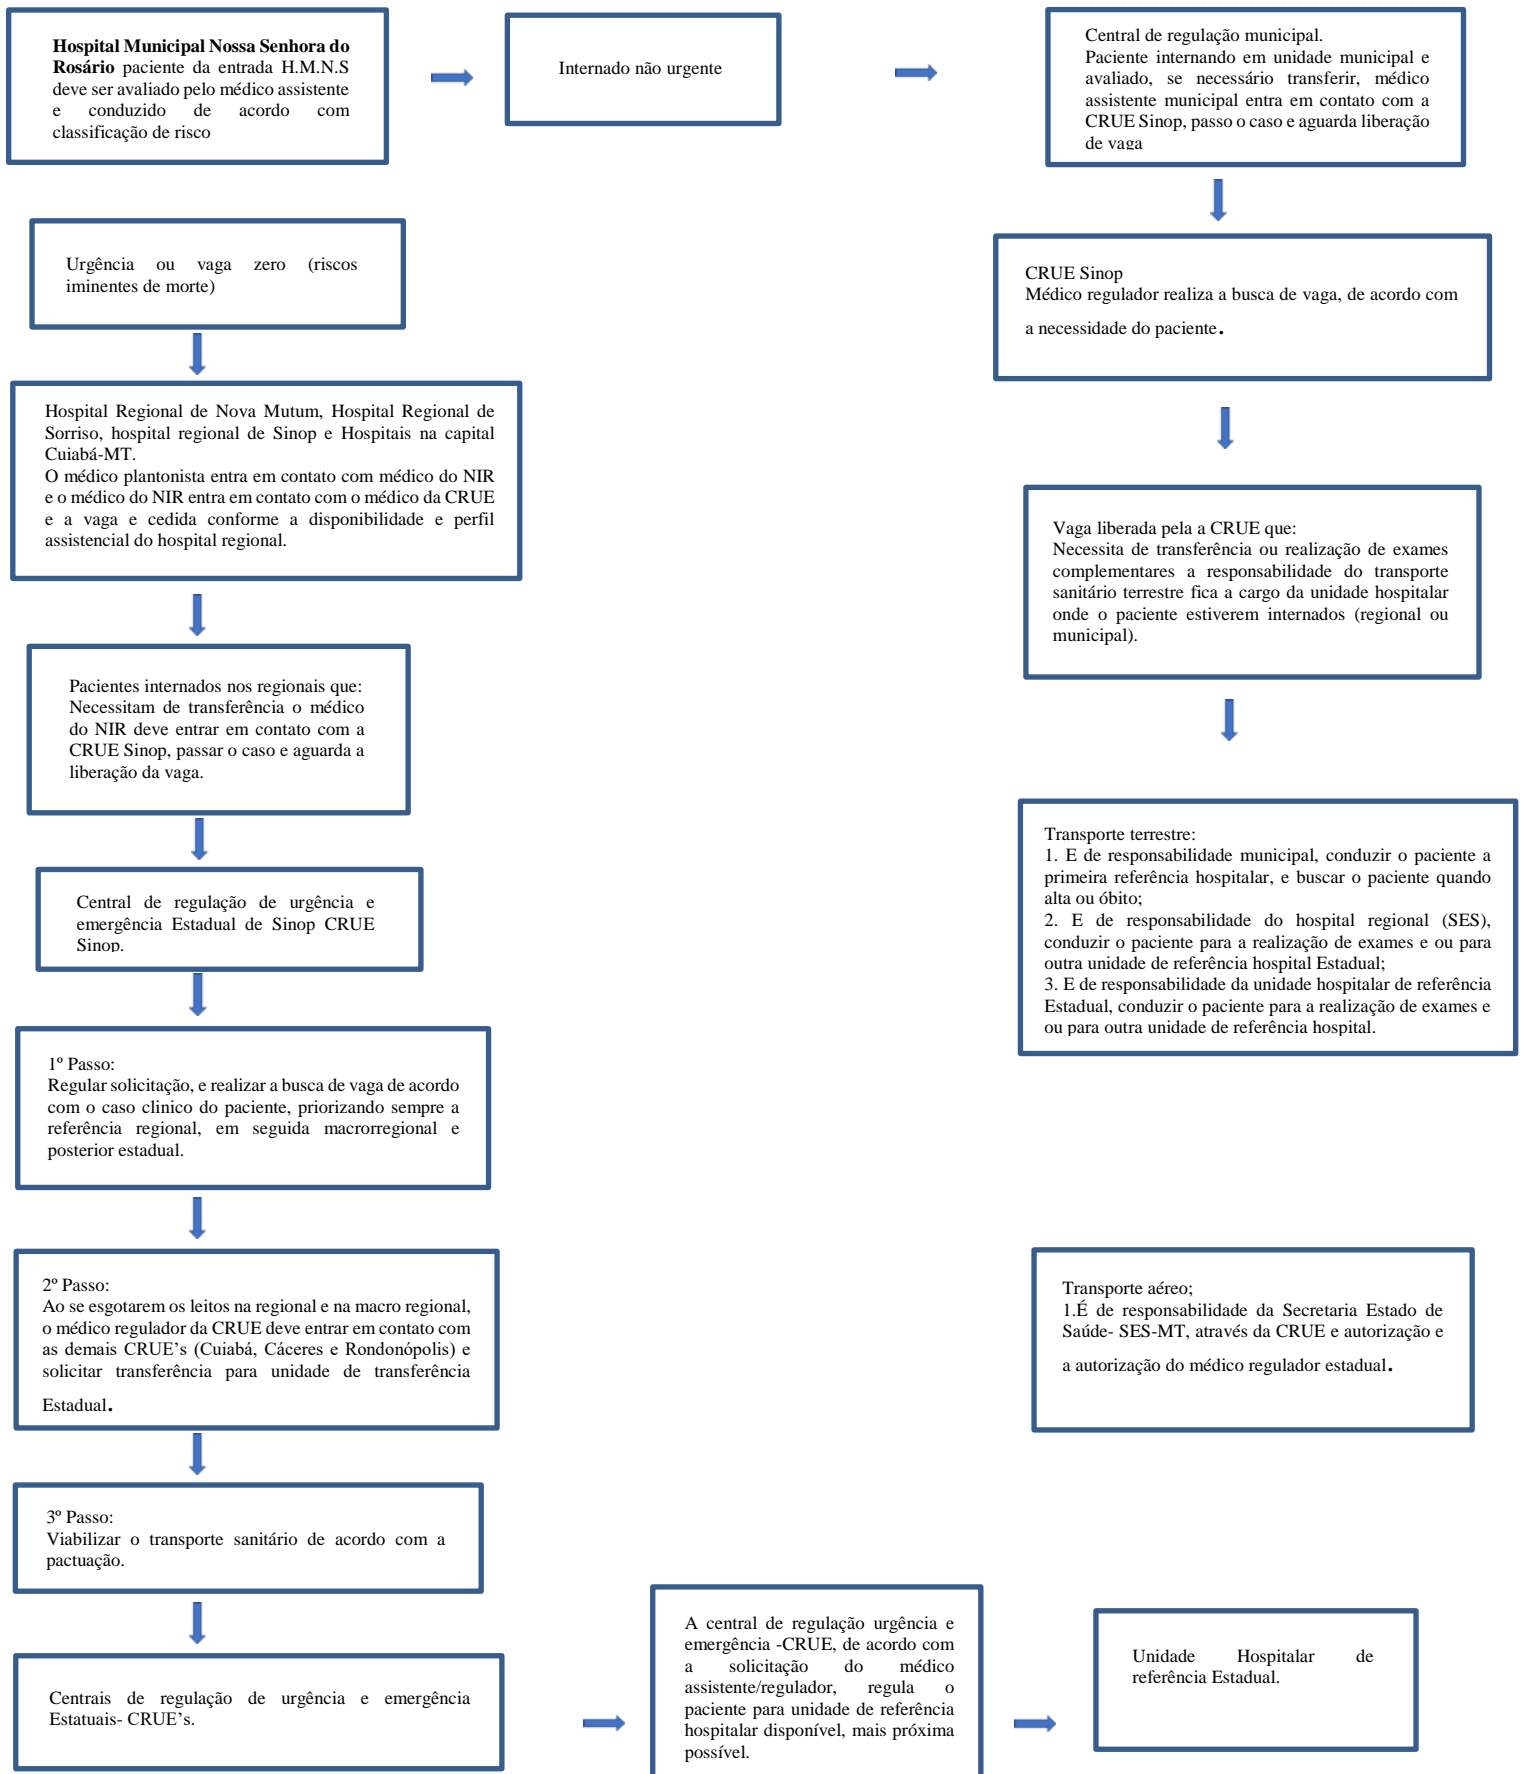 Hospital Municipal Nossa Senhora do
Rosário paciente da entrada H.M.N.S
deve ser avaliado pelo médico assistente
e conduzido de acordo com
classificação de risco
Internado não urgente
Central de regulação municipal.
Paciente internando em unidade municipal e
avaliado, se necessário transferir, médico
assistente municipal entra em contato com a
CRUE Sinop, passo o caso e aguarda liberação
de vaga
Urgência ou vaga zero (riscos
iminentes de morte)
CRUE Sinop
Médico regulador realiza a busca de vaga, de acordo com
a necessidade do paciente.
Hospital Regional de Nova Mutum, Hospital Regional de
Sorriso, hospital regional de Sinop e Hospitais na capital
Cuiabá-MT.
O médico plantonista entra em contato com médico do NIR
e o médico do NIR entra em contato com o médico da CRUE
e a vaga e cedida conforme a disponibilidade e perfil
assistencial do hospital regional.
Vaga liberada pela a CRUE que:
Necessita de transferência ou realização de exames
complementares a responsabilidade do transporte
sanitário terrestre fica a cargo da unidade hospitalar
onde o paciente estiverem internados (regional ou
municipal).
Pacientes internados nos regionais que:
Necessitam de transferência o médico
do NIR deve entrar em contato com a
CRUE Sinop, passar o caso e aguarda a
liberação da vaga.
Transporte terrestre:
1. E de responsabilidade municipal, conduzir o paciente a
primeira referência hospitalar, e buscar o paciente quando
alta ou óbito;
2. E de responsabilidade do hospital regional (SES),
conduzir o paciente para a realização de exames e ou para
outra unidade de referência hospital Estadual;
3. E de responsabilidade da unidade hospitalar de referência
Estadual, conduzir o paciente para a realização de exames e
ou para outra unidade de referência hospital.
Central de regulação de urgência e
emergência Estadual de Sinop CRUE
Sinop.
1º Passo:
Regular solicitação, e realizar a busca de vaga de acordo
com o caso clinico do paciente, priorizando sempre a
referência regional, em seguida macrorregional e
posterior estadual.
2º Passo:
Ao se esgotarem os leitos na regional e na macro regional,
o médico regulador da CRUE deve entrar em contato com
as demais CRUE's (Cuiabá, Cáceres e Rondonópolis) e
solicitar transferência para unidade de transferência
Estadual.
Transporte aéreo;
1.É de responsabilidade da Secretaria Estado de
Saúde- SES-MT, através da CRUE e autorização e
a autorização do médico regulador estadual.
3º Passo:
Viabilizar o transporte sanitário de acordo com a
pactuação.
Centrais de regulação de urgência e emergência
Estatuais- CRUE's.
A central de regulação urgência e
emergência -CRUE, de acordo com
a solicitação do médico
assistente/regulador, regula o
paciente para unidade de referência
hospitalar disponível, mais próxima
possível.
Unidade Hospitalar de
referência Estadual.